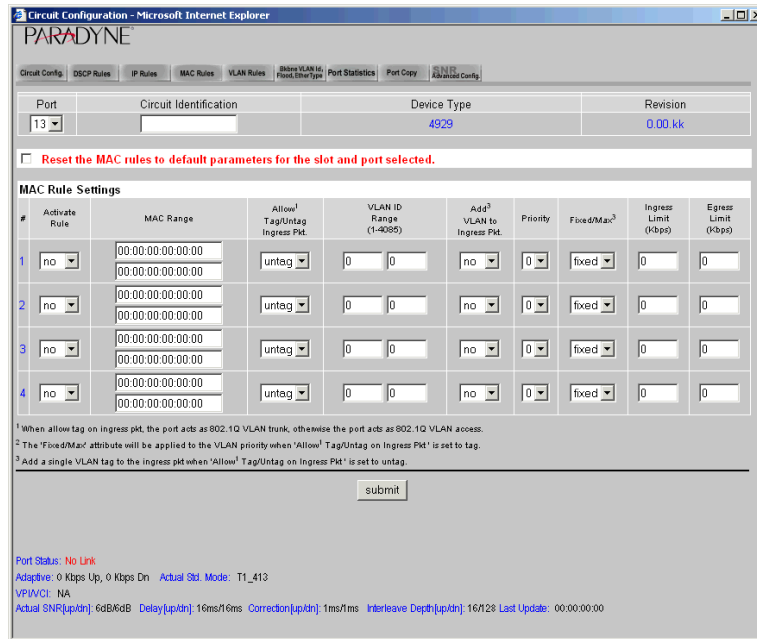 Circuit Configuration - Microsoft Internet Explorer
PARADYNE®
Circuit Config. DSCP Rules IP Rules MAC Rules VLAN Rules Bkbne VLAN Id, Flood, EtherType Port Statistics Port Copy SNR Advanced Config.
Port Circuit Identification Device Type Revision
13 4929 0.00.kk
Reset the MAC rules to default parameters for the slot and port selected.
MAC Rule Settings
# Activate Rule MAC Range Allow1 Tag/Untag Ingress Pkt. VLAN ID Range (1-4085) Add3 VLAN to Ingress Pkt. Priority Fixed/Max3 Ingress Limit (Kbps) Egress Limit (Kbps)
1 no 00:00:00:00:00:00 untag 0 0 no 0 fixed 0 0
00:00:00:00:00:00
2 no 00:00:00:00:00:00 untag 0 0 no 0 fixed 0 0
00:00:00:00:00:00
3 no 00:00:00:00:00:00 untag 0 0 no 0 fixed 0 0
00:00:00:00:00:00
4 no 00:00:00:00:00:00 untag 0 0 no 0 fixed 0 0
00:00:00:00:00:00
1 When allow tag on ingress pkt, the port acts as 802.1Q VLAN trunk, otherwise the port acts as 802.1Q VLAN access.
2 The 'Fixed/Max' attribute will be applied to the VLAN priority when 'Allow1 Tag/Untag on Ingress Pkt' is set to tag.
3 Add a single VLAN tag to the ingress pkt when 'Allow1 Tag/Untag on Ingress Pkt' is set to untag.
submit
Port Status: No Link
Adaptive: 0 Kbps Up, 0 Kbps Dn Actual Std. Mode: T1_413
VPI/VCI: NA
Actual SNR[up/dn]: 6dB/6dB Delay[up/dn]: 16ms/16ms Correction[up/dn]: 1ms/1ms Interleave Depth[up/dn]: 16/128 Last Update: 00:00:00:00